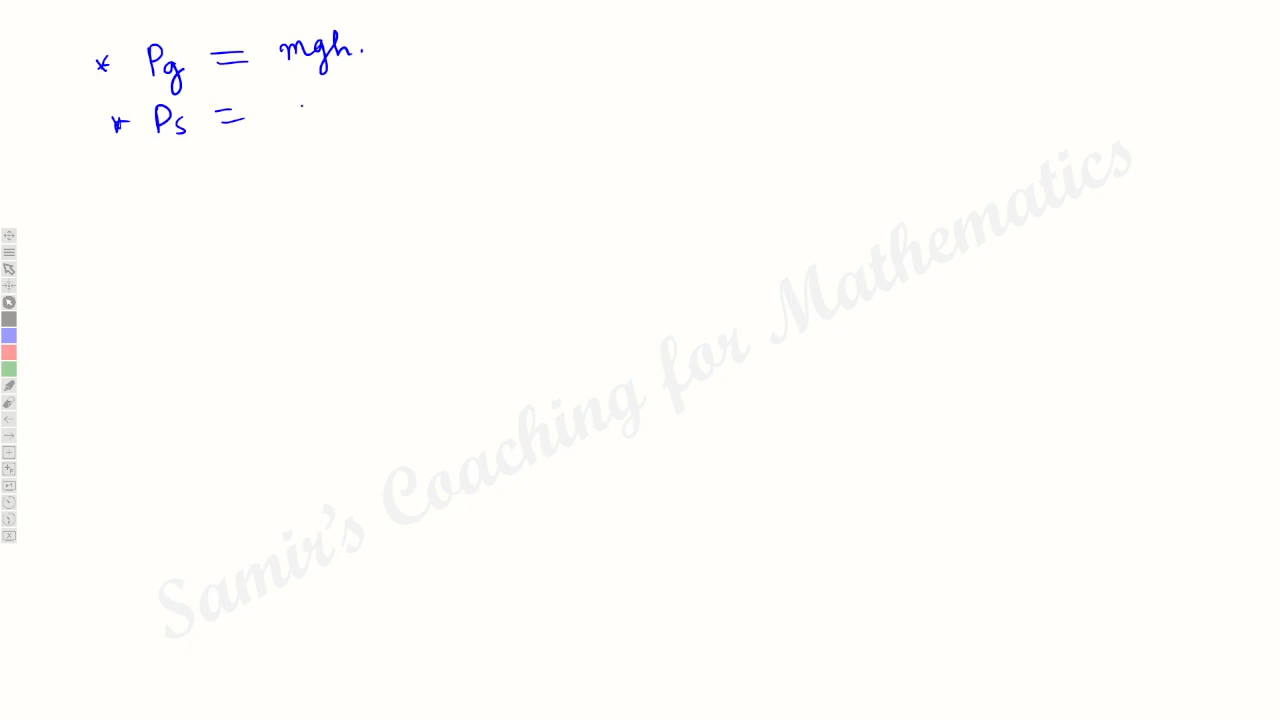 * Pg = mgh.
* Ps =
Samir's Coaching for Mathematics